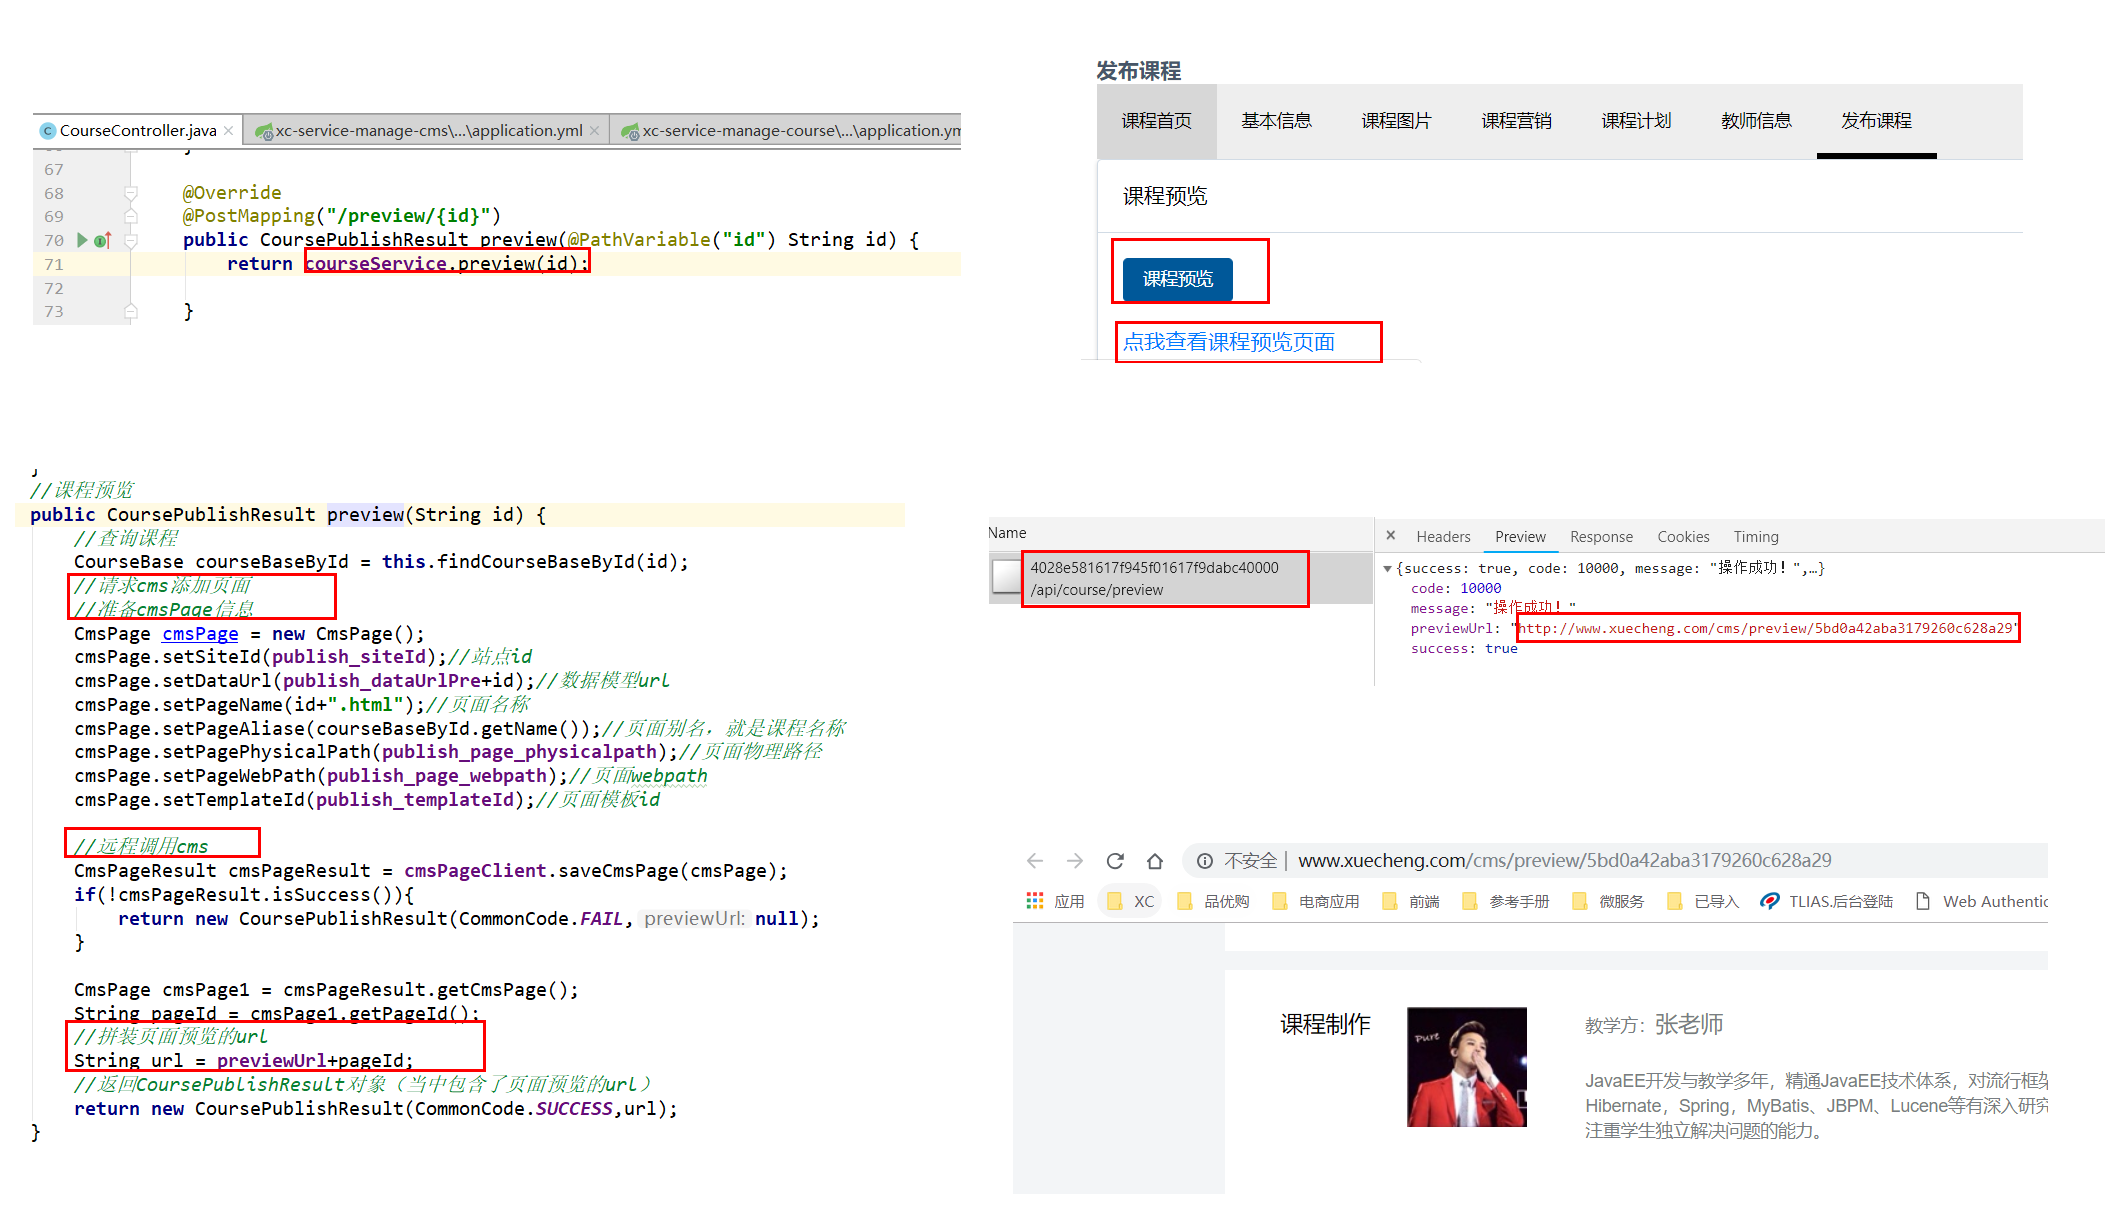 CourseController.java ×
xc-service-manage-cms\...\application.yml ×
xc-service-manage-course\...\application.ym
67
68 @Override
69 @PostMapping("/preview/{id}")
70 public CoursePublishResult preview(@PathVariable("id") String id) {
71 return courseService.preview(id);
72
73 }
发布课程
课程首页 基本信息 课程图片 课程营销 课程计划 教师信息 发布课程
课程预览
课程预览
点我查看课程预览页面
}
//课程预览
public CoursePublishResult preview(String id) {
//查询课程
CourseBase courseBaseById = this.findCourseBaseById(id);
//请求cms添加页面
//准备cmsPage信息
CmsPage cmsPage = new CmsPage();
cmsPage.setSiteId(publish_siteId);//站点id
cmsPage.setDataUrl(publish_dataUrlPre+id);//数据模型url
cmsPage.setPageName(id+".html");//页面名称
cmsPage.setPageAliase(courseBaseById.getName());//页面别名，就是课程名称
cmsPage.setPagePhysicalPath(publish_page_physicalpath);//页面物理路径
cmsPage.setPageWebPath(publish_page_webpath);//页面webpath
cmsPage.setTemplateId(publish_templateId);//页面模板id
//远程调用cms
CmsPageResult cmsPageResult = cmsPageClient.saveCmsPage(cmsPage);
if(!cmsPageResult.isSuccess()){
return new CoursePublishResult(CommonCode.FAIL, previewUrl: null);
}
CmsPage cmsPage1 = cmsPageResult.getCmsPage();
String pageId = cmsPage1.getPageId();
//拼装页面预览的url
String url = previewUrl+pageId;
//返回CoursePublishResult对象（当中包含了页面预览的url）
return new CoursePublishResult(CommonCode.SUCCESS,url);
}
Name
4028e581617f945f01617f9dabc40000
/api/course/preview
× Headers Preview Response Cookies Timing
{success: true, code: 10000, message: "操作成功！",…}
code: 10000
message: "操作成功！"
previewUrl: "http://www.xuecheng.com/cms/preview/5bd0a42aba3179260c628a29"
success: true
不安全 | www.xuecheng.com/cms/preview/5bd0a42aba3179260c628a29
应用 XC 品优购 电商应用 前端 参考手册 微服务 已导入 TLIAS.后台登陆 Web Authentic
课程制作
Pure
教学方：张老师
JavaEE开发与教学多年，精通JavaEE技术体系，对流行框架
Hibernate，Spring，MyBatis、JBPM、Lucene等有深入研究
注重学生独立解决问题的能力。